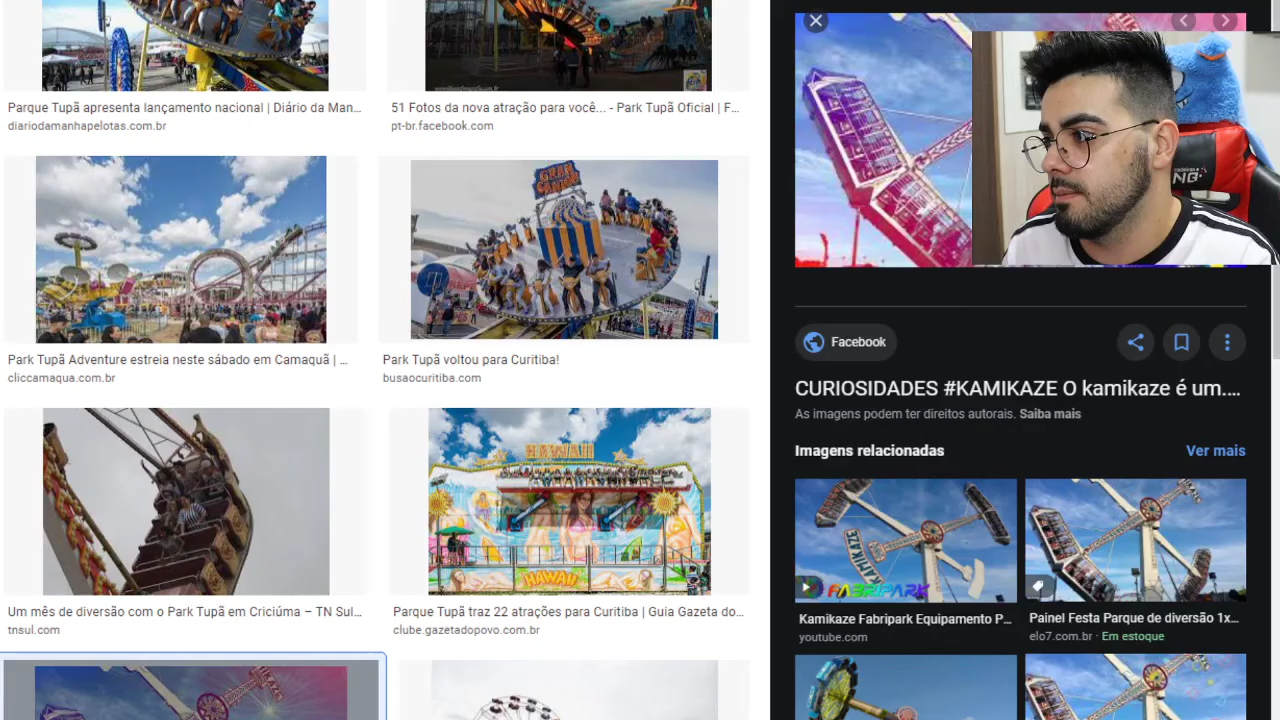 Parque Tupã apresenta lançamento nacional | Diário da Man...
diariodamanhapelotas.com.br
51 Fotos da nova atração para você... - Park Tupã Oficial | F...
pt-br.facebook.com
GRAN
Park Tupã Adventure estreia neste sábado em Camaquã | ...
cliccamaqua.com.br
Park Tupã voltou para Curitiba!
busaocuritiba.com
HAWAII
HAWAII
Um mês de diversão com o Park Tupã em Criciúma – TN Sul...
tnsul.com
Parque Tupã traz 22 atrações para Curitiba | Guia Gazeta do...
clube.gazetadopovo.com.br
Facebook
CURIOSIDADES #KAMIKAZE O kamikaze é um....
As imagens podem ter direitos autorais. Saiba mais
Imagens relacionadas
Ver mais
KAMIKAZE
FABRIPARK
Kamikaze Fabripark Equipamento P...
youtube.com
Painel Festa Parque de diversão 1x...
elo7.com.br · Em estoque